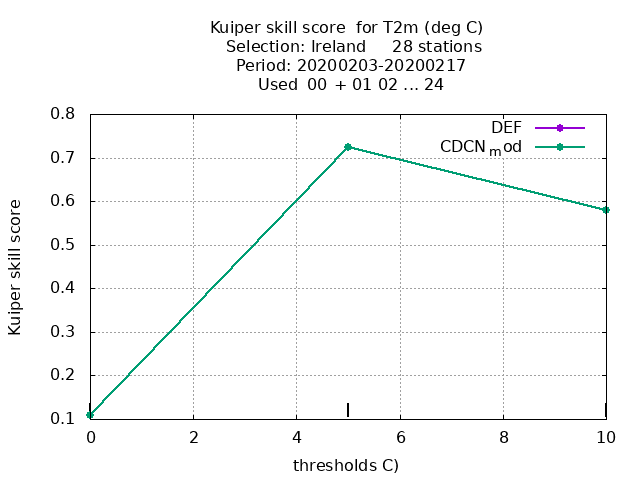 Kuiper skill score for T2m (deg C)
Selection: Ireland 28 stations
Period: 20200203-20200217
Used 00 + 01 02 ... 24
DEF
CDCN_mod
0.8
0.7
0.6
0.5
0.4
0.3
0.2
0.1
Kuiper skill score
0 2 4 6 8 10
thresholds C)